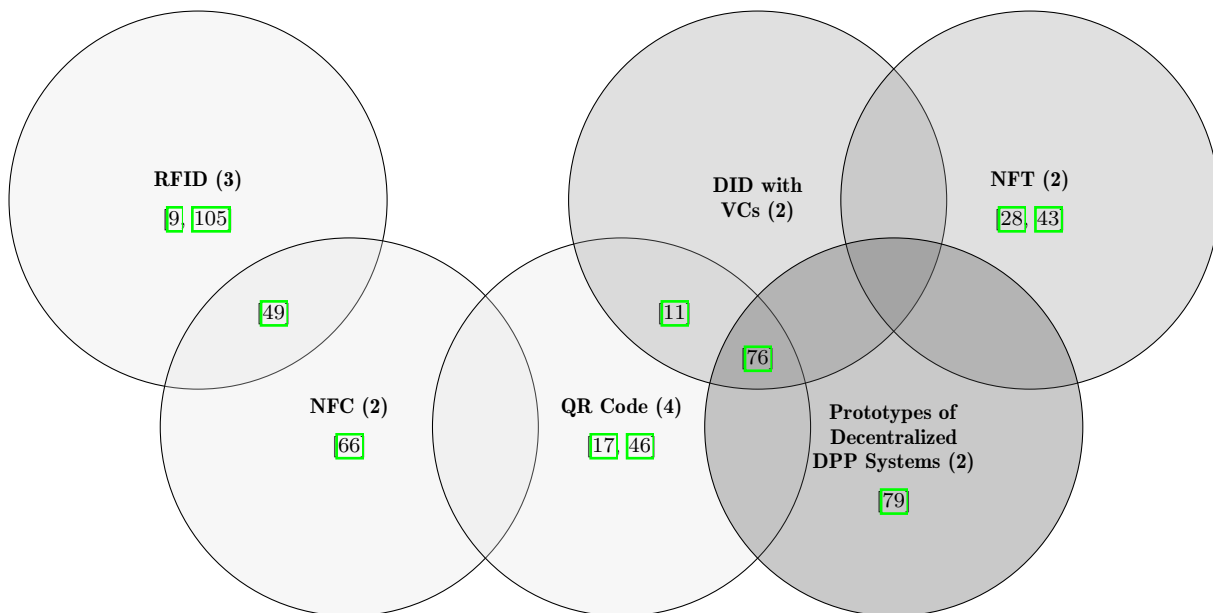 RFID (3)
[9, 105]
DID with
VCs (2)
NFT (2)
[28, 43]
[49]
[11]
[76]
NFC (2)
[66]
QR Code (4)
[17, 46]
Prototypes of
Decentralized
DPP Systems (2)
[79]